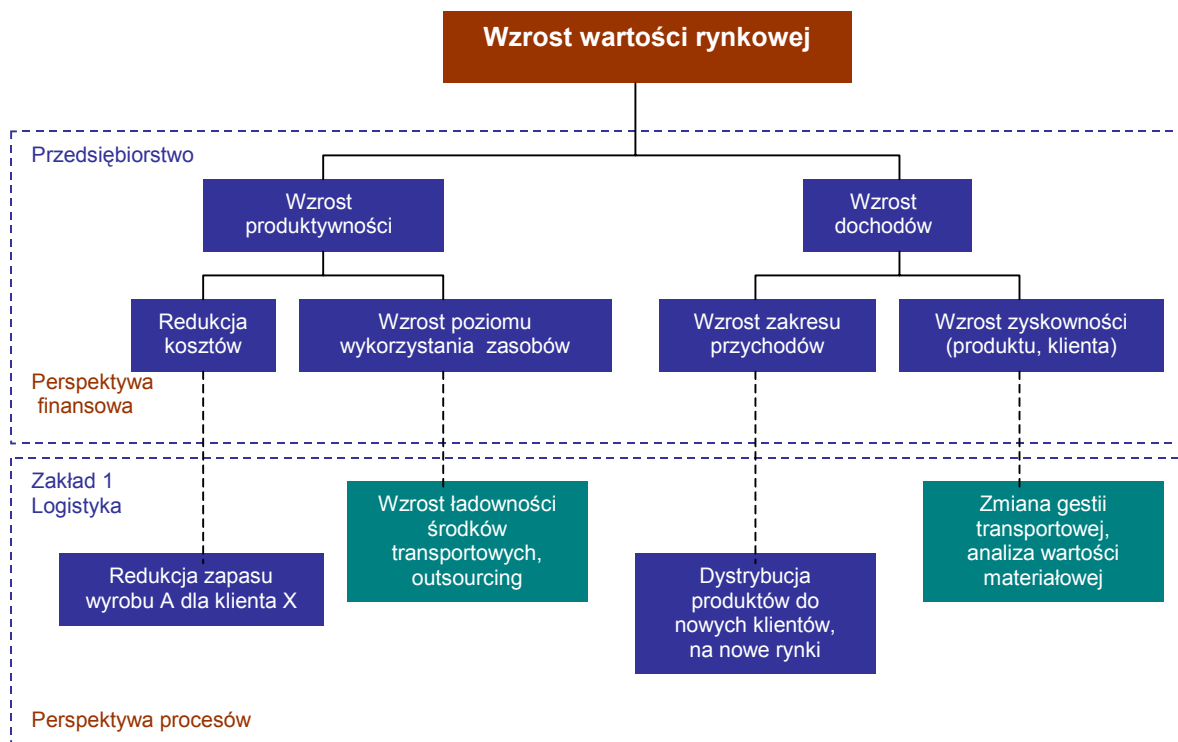 Wzrost wartości rynkowej
Przedsiębiorstwo
Wzrost
produktywności
Wzrost
dochodów
Redukcja
kosztów
Wzrost poziomu
wykorzystania zasobów
Wzrost zakresu
przychodów
Wzrost zyskowności
(produktu, klienta)
Perspektywa
finansowa
Zakład 1
Logistyka
Redukcja zapasu
wyrobu A dla klienta X
Wzrost ładowności
środków
transportowych,
outsourcing
Dystrybucja
produktów do
nowych klientów,
na nowe rynki
Zmiana gestii
transportowej,
analiza wartości
materiałowej
Perspektywa procesów